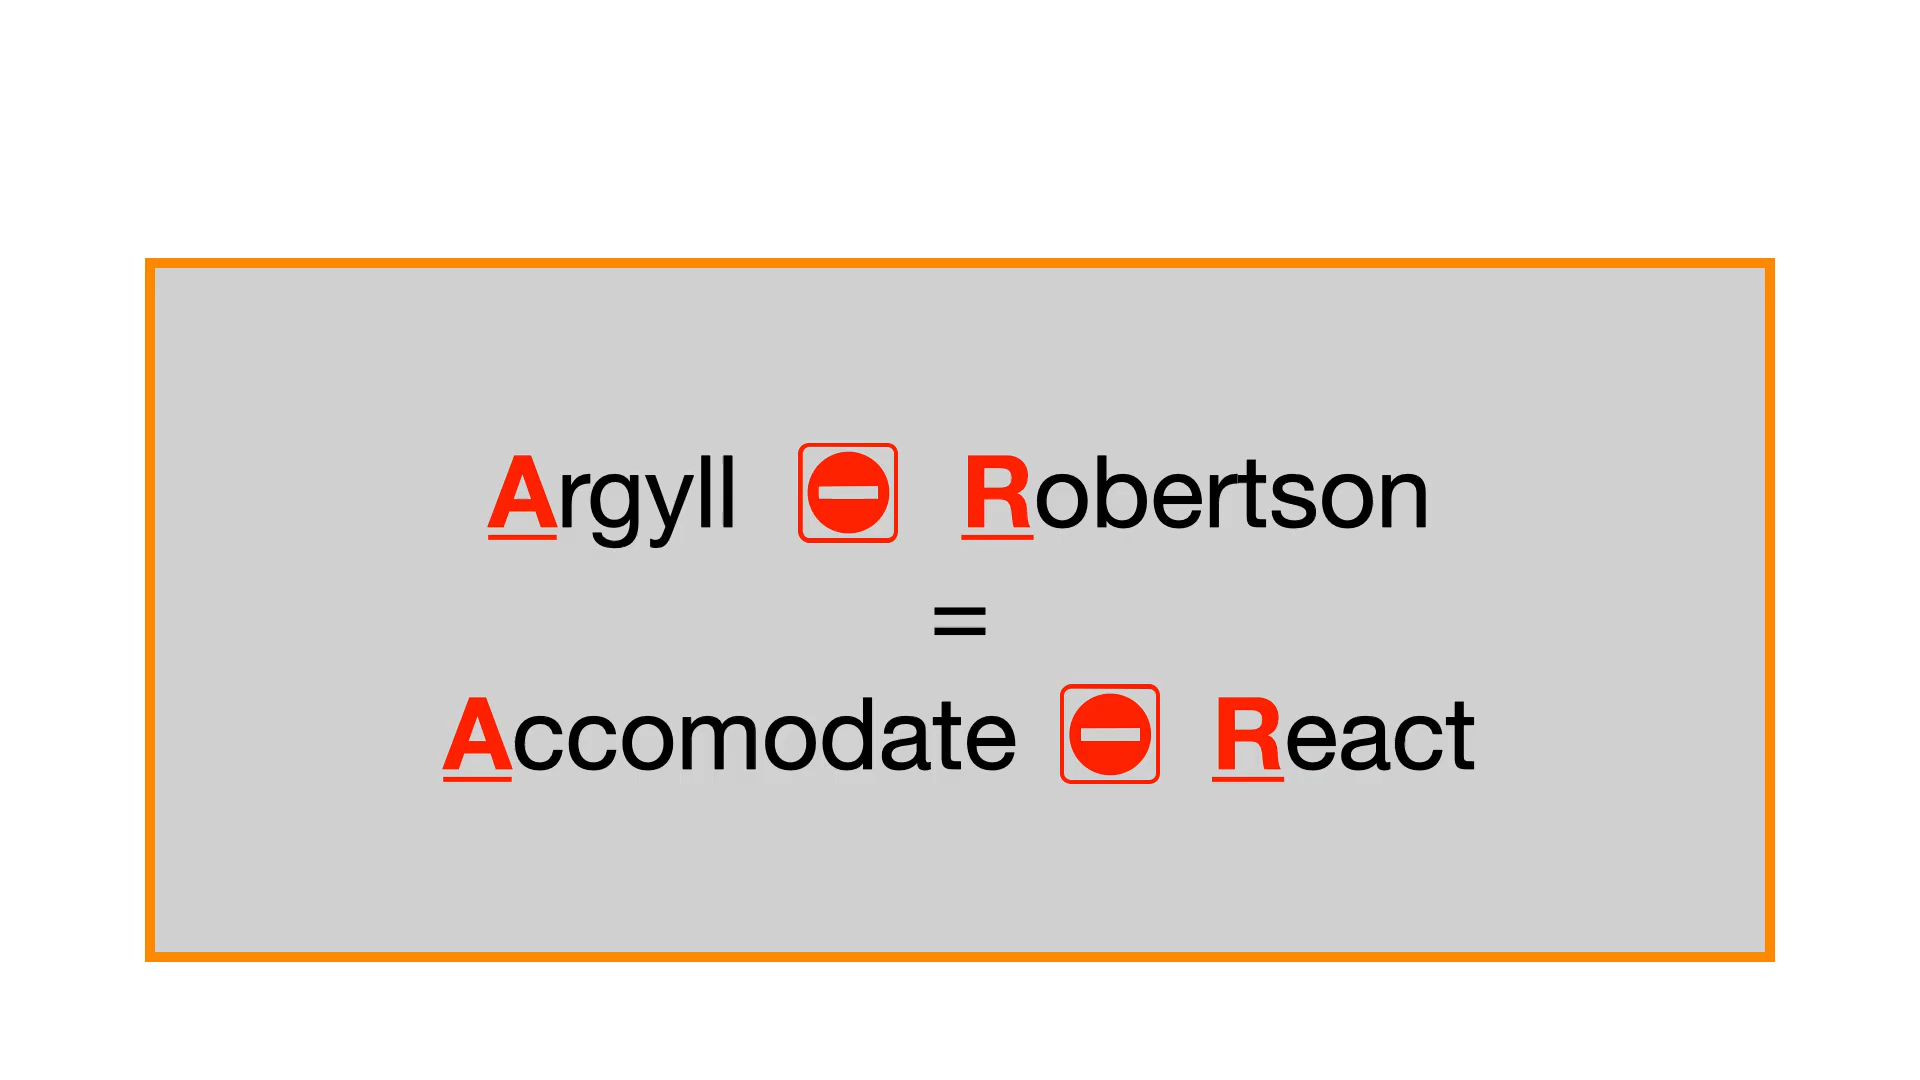 Argyll ⛔ Robertson
=
Accomodate ⛔ React